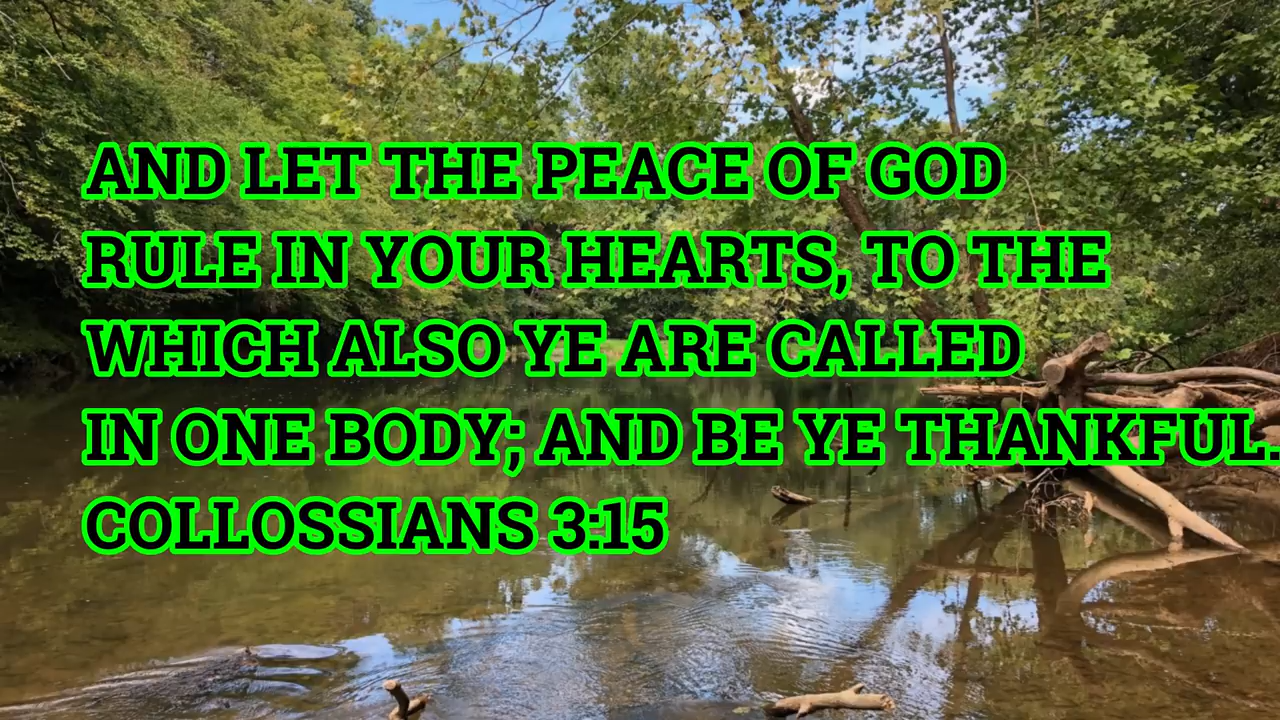 AND LET THE PEACE OF GOD
RULE IN YOUR HEARTS, TO THE
WHICH ALSO YE ARE CALLED
IN ONE BODY; AND BE YE THANKFUL.
COLLOSSIANS 3:15